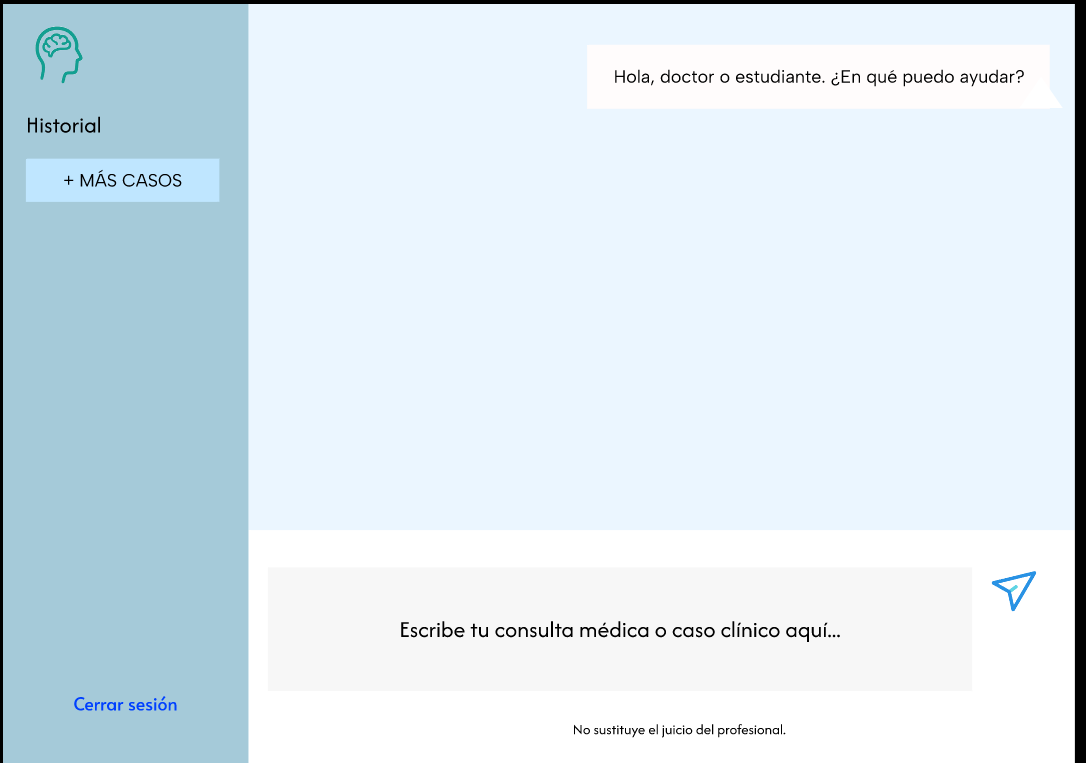 Historial
+ MÁS CASOS
Cerrar sesión
Hola, doctor o estudiante. ¿En qué puedo ayudar?
Escribe tu consulta médica o caso clínico aquí...
No sustituye el juicio del profesional.